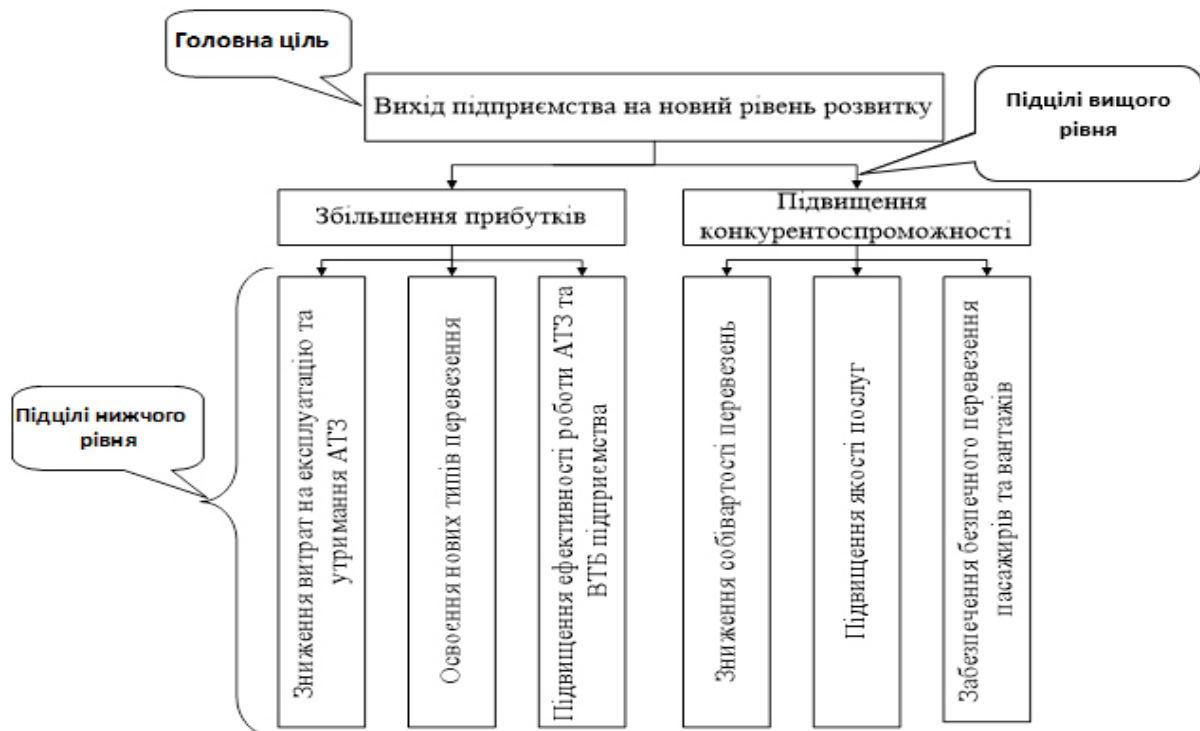 Головна ціль
Вихід підприємства на новий рівень розвитку
Підцілі вищого
рівня
Збільшення прибутків
Підвищення
конкурентоспроможності
Підцілі нижчого
рівня
Зниження витрат на експлуатацію та
утримання АТЗ
Освоєння нових типів перевезення
Підвищення ефективності роботи АТЗ та
ВТБ підприємства
Зниження собівартості перевезень
Підвищення якості послуг
Забезпечення безпечного перевезення
пасажирів та вантажів